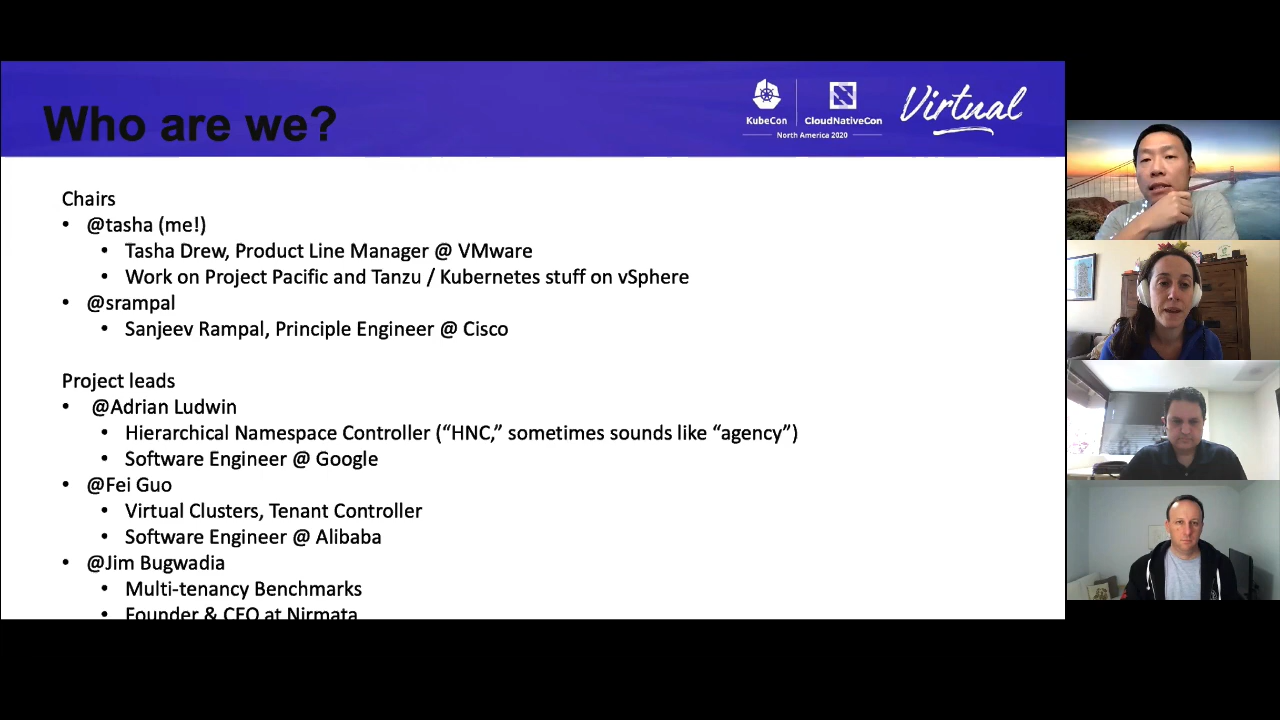 Who are we?
KubeCon
CloudNativeCon
North America 2020
Virtual
Chairs
• @tasha (me!)
• Tasha Drew, Product Line Manager @ VMware
• Work on Project Pacific and Tanzu / Kubernetes stuff on vSphere
• @srampal
• Sanjeev Rampal, Principle Engineer @ Cisco
Project leads
• @Adrian Ludwin
• Hierarchical Namespace Controller (“HNC,” sometimes sounds like “agency”)
• Software Engineer @ Google
• @Fei Guo
• Virtual Clusters, Tenant Controller
• Software Engineer @ Alibaba
• @Jim Bugwadia
• Multi-tenancy Benchmarks
• Founder & CEO at Nirmata